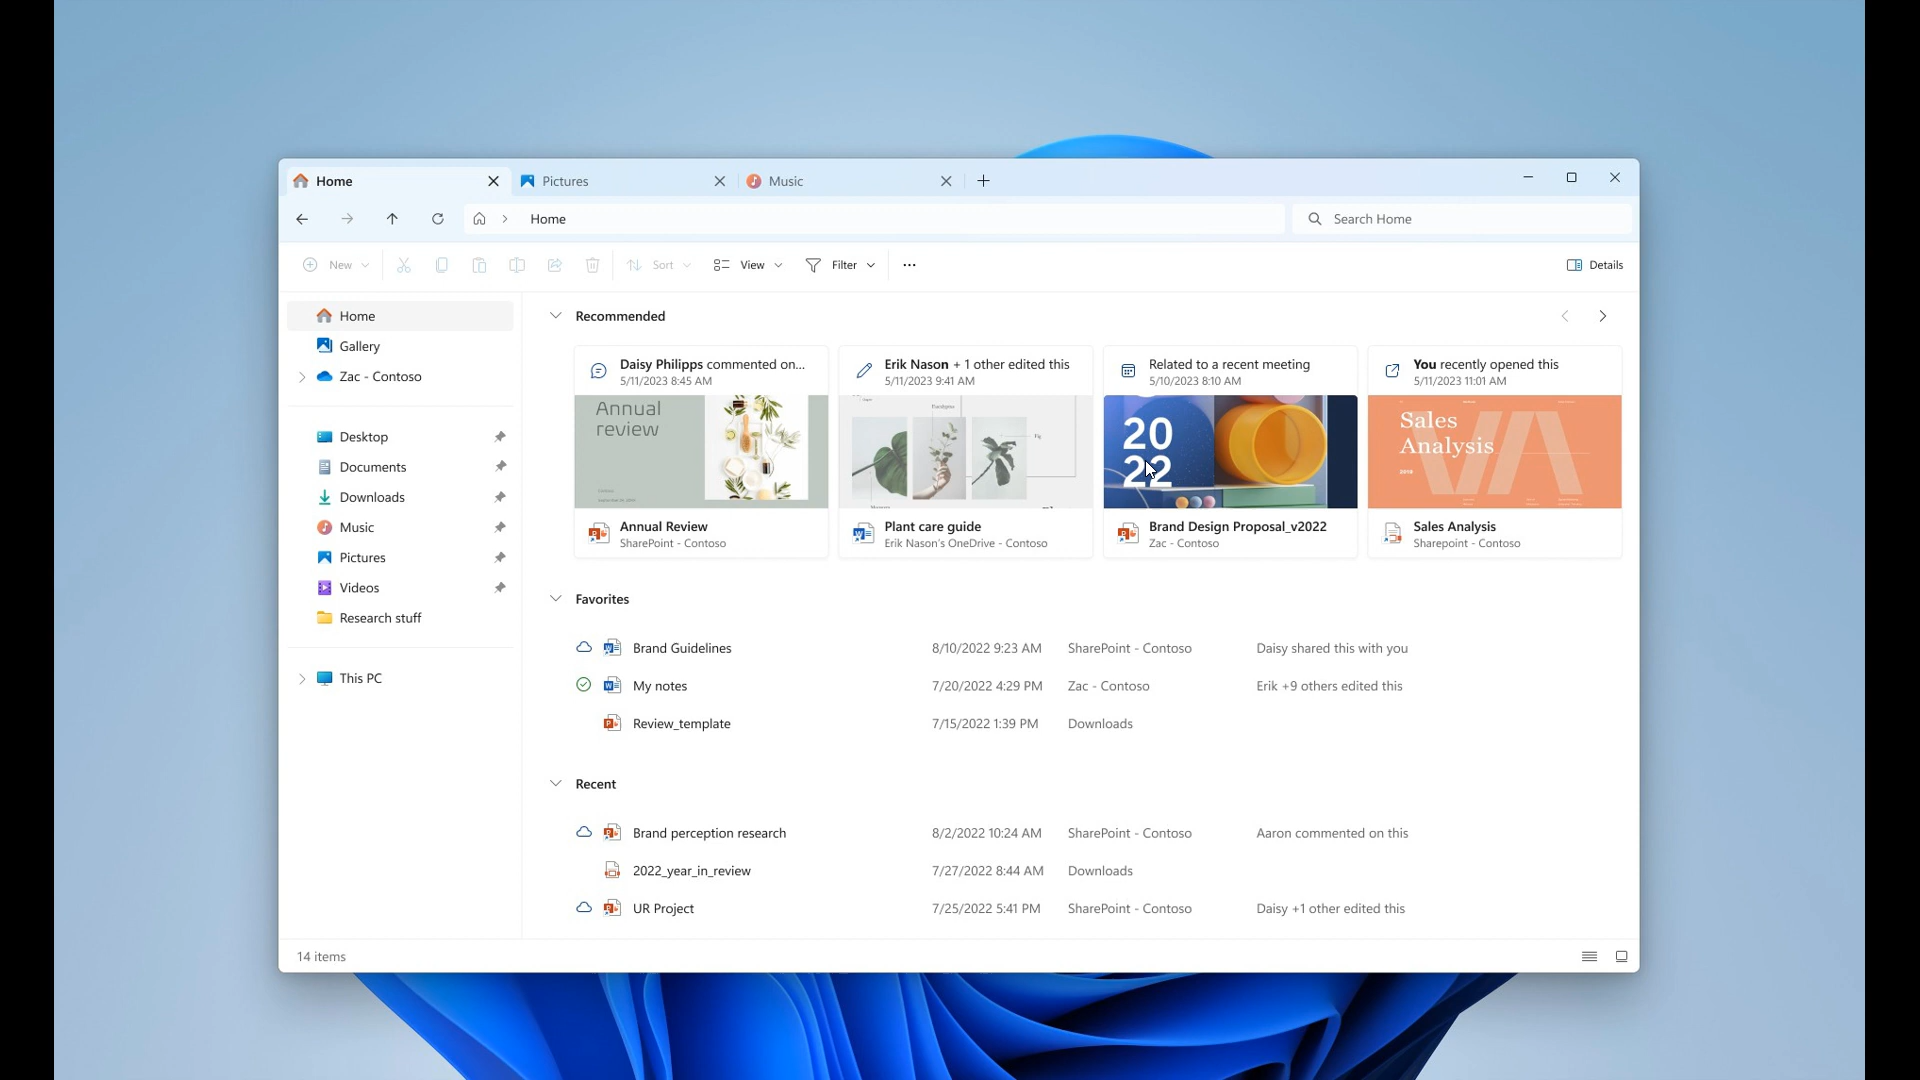 Home
Pictures
Music
Home
Search Home
New
Sort
View
Filter
Details
Home
Gallery
Zac - Contoso
Desktop
Documents
Downloads
Music
Pictures
Videos
Research stuff
This PC
Recommended
Daisy Philipps commented on...
5/11/2023 8:45 AM
Annual
review
Annual Review
SharePoint - Contoso
Erik Nason + 1 other edited this
5/11/2023 9:41 AM
Plant care guide
Erik Nason's OneDrive - Contoso
Related to a recent meeting
5/10/2023 8:10 AM
20
22
Brand Design Proposal_v2022
Zac - Contoso
You recently opened this
5/11/2023 11:01 AM
Sales
Analysis
Sales Analysis
Sharepoint - Contoso
Favorites
Brand Guidelines 8/10/2022 9:23 AM SharePoint - Contoso Daisy shared this with you
My notes 7/20/2022 4:29 PM Zac - Contoso Erik +9 others edited this
Review_template 7/15/2022 1:39 PM Downloads
Recent
Brand perception research 8/2/2022 10:24 AM SharePoint - Contoso Aaron commented on this
2022_year_in_review 7/27/2022 8:44 AM Downloads
UR Project 7/25/2022 5:41 PM SharePoint - Contoso Daisy +1 other edited this
14 items